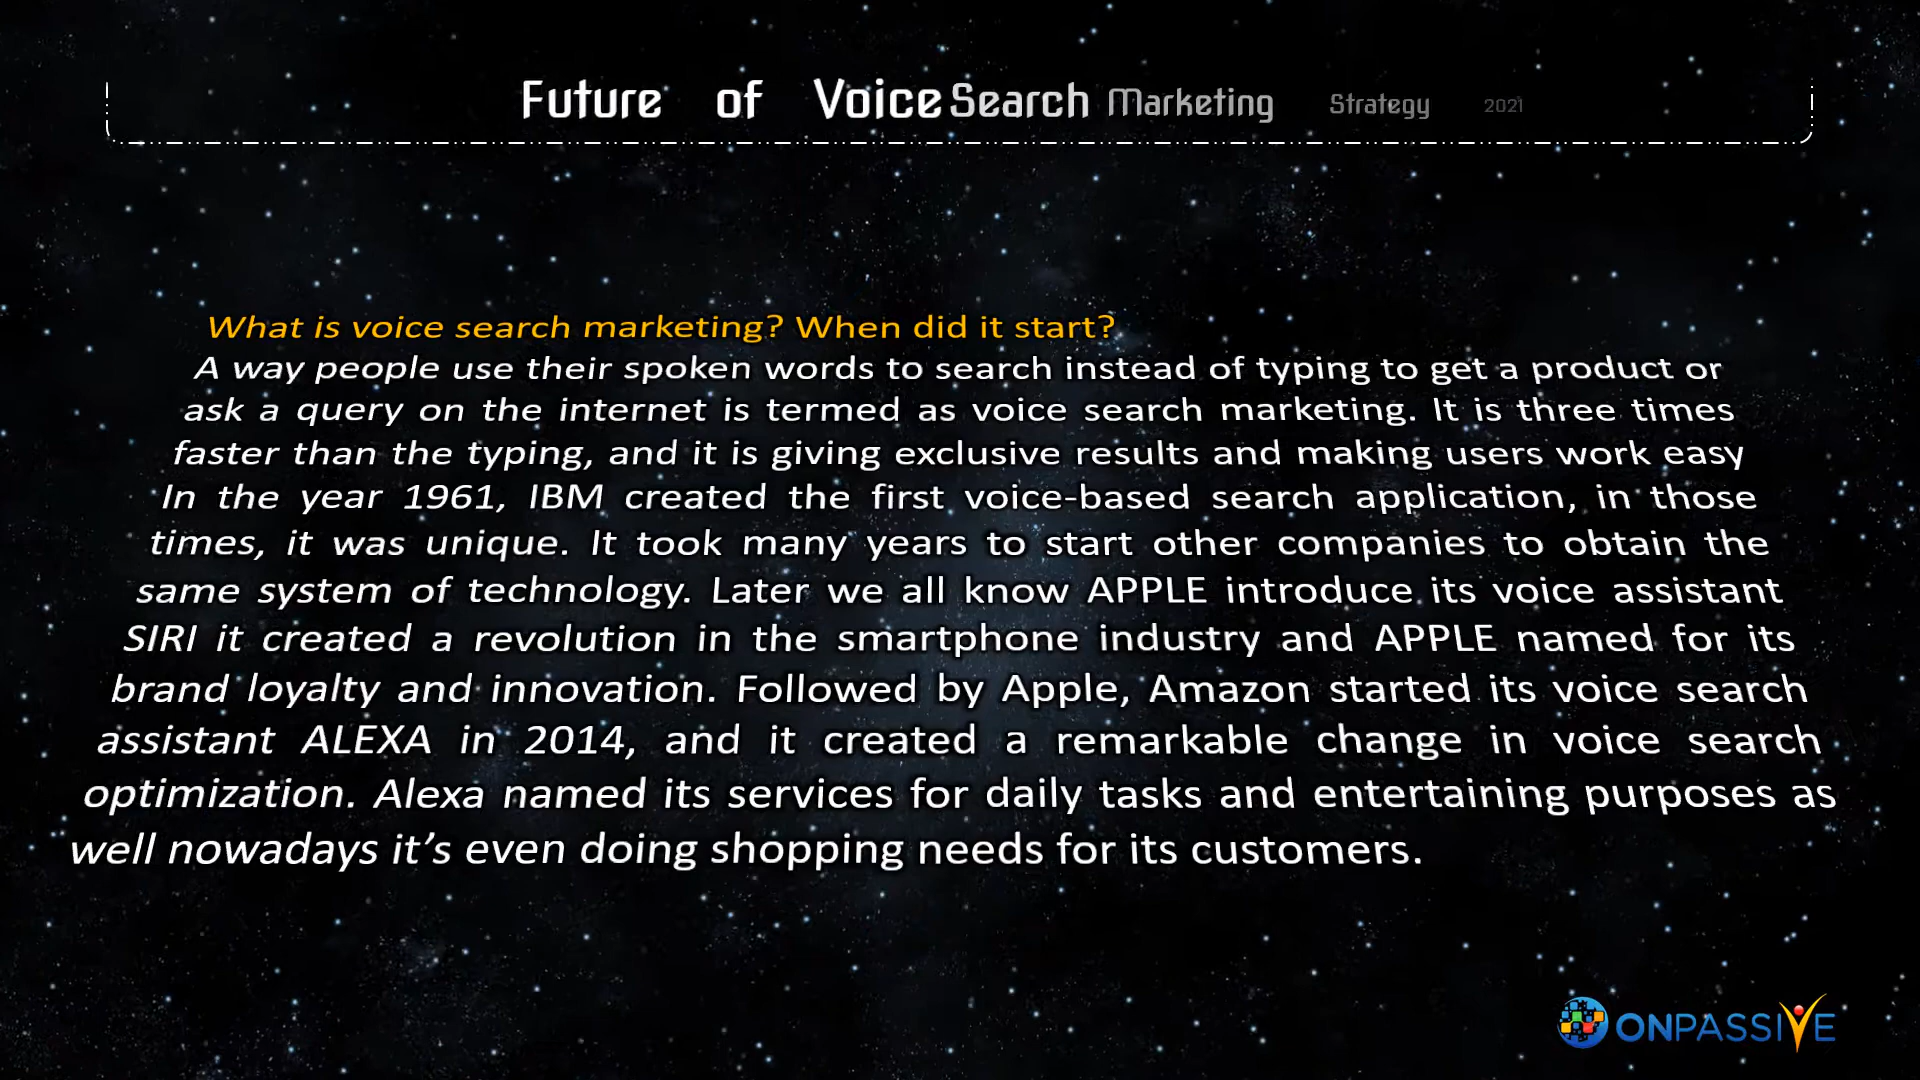 Future of Voice Search Marketing Strategy 2021
What is voice search marketing? When did it start?
A way people use their spoken words to search instead of typing to get a product or
ask a query on the internet is termed as voice search marketing. It is three times
faster than the typing, and it is giving exclusive results and making users work easy
In the year 1961, IBM created the first voice-based search application, in those
times, it was unique. It took many years to start other companies to obtain the
same system of technology. Later we all know APPLE introduce its voice assistant
SIRI it created a revolution in the smartphone industry and APPLE named for its
brand loyalty and innovation. Followed by Apple, Amazon started its voice search
assistant ALEXA in 2014, and it created a remarkable change in voice search
optimization. Alexa named its services for daily tasks and entertaining purposes as
well nowadays it’s even doing shopping needs for its customers.
ONPASSIVE